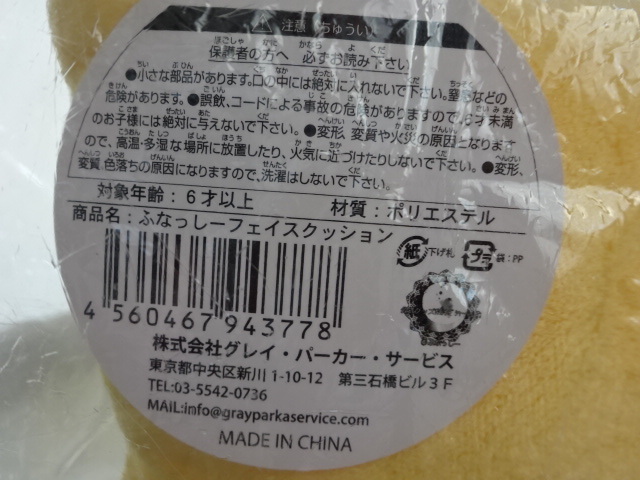 注意 ちゅうい
保護者の方へ 必ずお読み下さい
●小さな部品があります。口の中には絶対に入れないで下さい。窒息などの
危険があります。●誤飲、コードによる事故の危険がありますので、6才未満
のお子様には絶対に与えないで下さい。●変形、変質や火災の原因となります
ので、高温・多湿な場所に放置したり、火気に近づけたりしないで下さい。●変形、
変質 色落ちの原因になりますので、洗濯はしないで下さい。
対象年齢:6才以上 材質:ポリエステル
商品名:ふなっしーフェイスクッション
紙 下げ札 プラ 袋:PP
4 560467 943778
株式会社グレイ・パーカー・サービス
東京都中央区新川 1-10-12 第三石橋ビル3F
TEL:03-5542-0736
MAIL:info@grayparkaservice.com
MADE IN CHINA